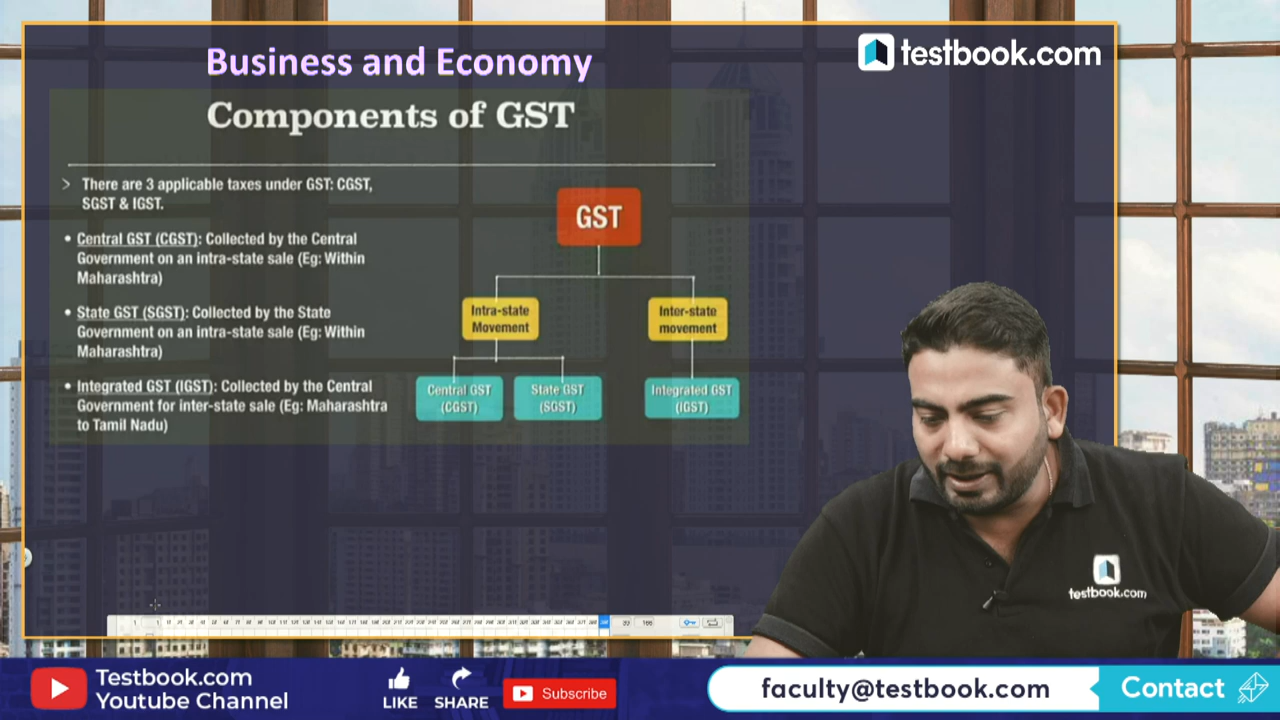 Business and Economy
testbook.com
Components of GST
> There are 3 applicable taxes under GST: CGST,
SGST & IGST.
• Central GST (CGST): Collected by the Central
Government on an intra-state sale (Eg: Within
Maharashtra)
• State GST (SGST): Collected by the State
Government on an intra-state sale (Eg: Within
Maharashtra)
• Integrated GST (IGST): Collected by the Central
Government for inter-state sale (Eg: Maharashtra
to Tamil Nadu)
GST
Intra-state
Movement
Inter-state
movement
Central GST
(CGST)
State GST
(SGST)
Integrated GST
(IGST)
testbook.com
Testbook.com
Youtube Channel
LIKE
SHARE
Subscribe
faculty@testbook.com
Contact